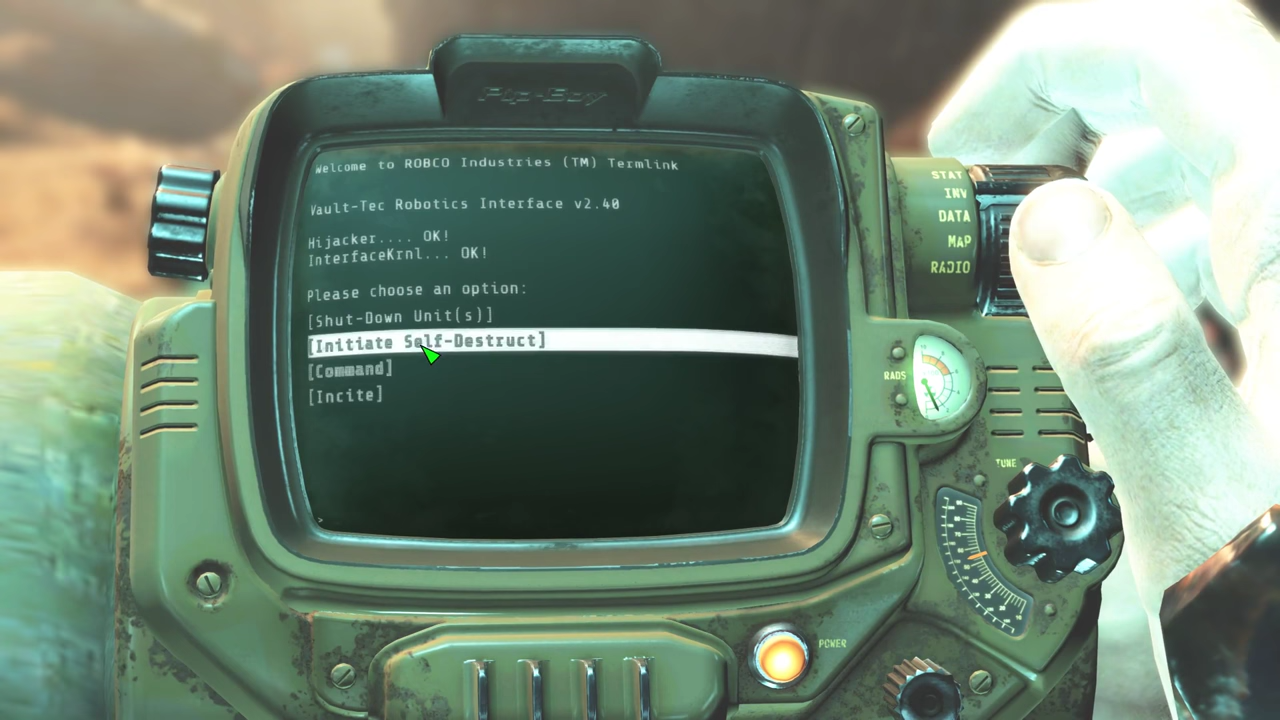 Pip-Boy
Welcome to ROBCO Industries (TM) Termlink
Vault-Tec Robotics Interface v2.40
Hijacker.... OK!
InterfaceKrnl... OK!
Please choose an option:
[Shut-Down Unit(s)]
[Initiate Self-Destruct]
[Command]
[Incite]
STAT
INV
DATA
MAP
RADIO
RADS
TUNE
POWER